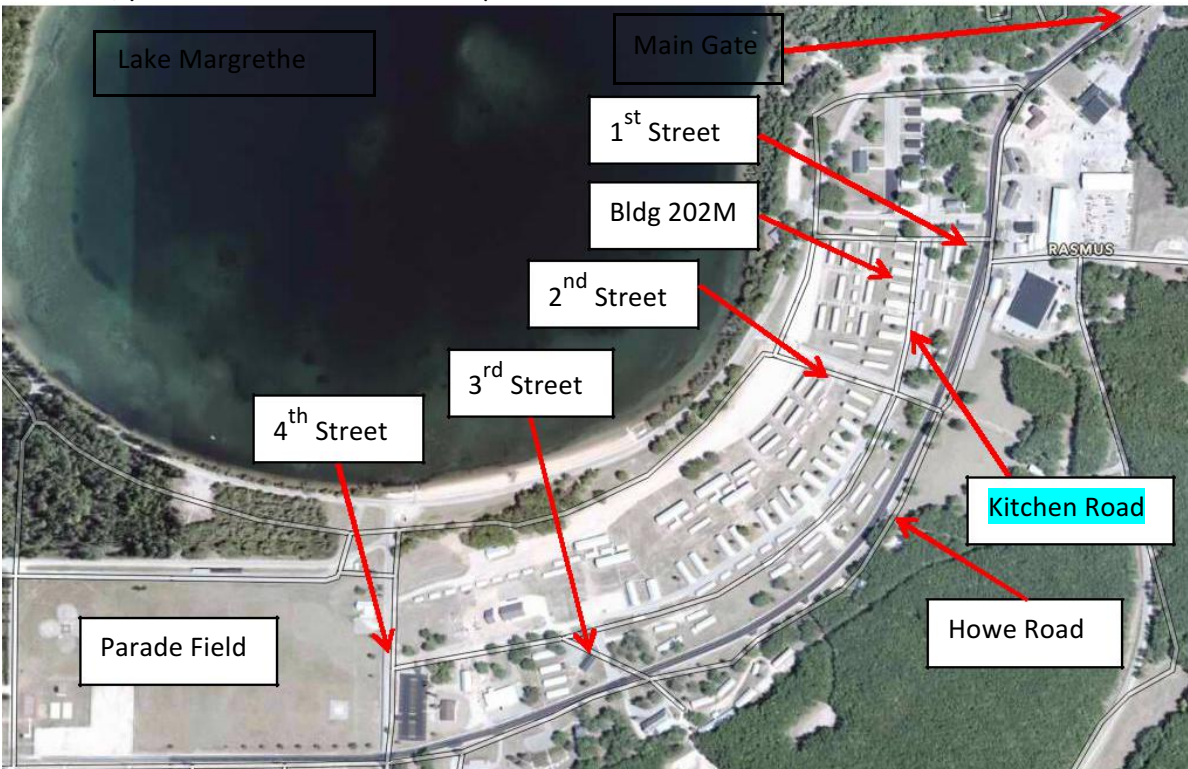 Lake Margrethe
Main Gate
1st Street
Bldg 202M
RASMUS
2nd Street
3rd Street
4th Street
Kitchen Road
Howe Road
Parade Field